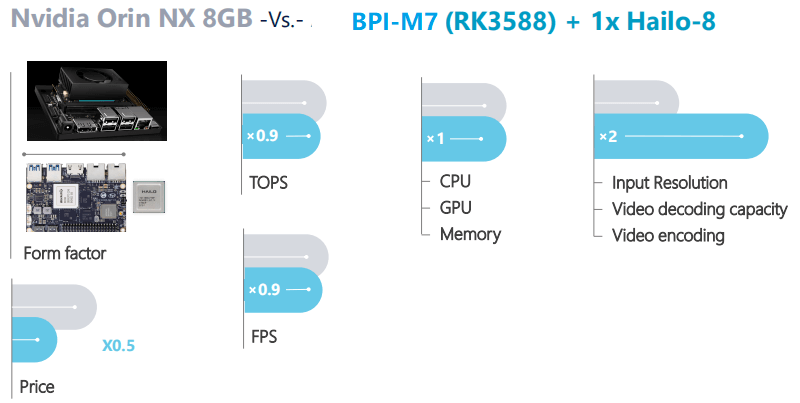 Nvidia Orin NX 8GB -Vs.- BPI-M7 (RK3588) + 1x Hailo-8
Form factor
X0.5
Price
×0.9
TOPS
×0.9
FPS
×1
CPU
GPU
Memory
×2
Input Resolution
Video decoding capacity
Video encoding
HAILO